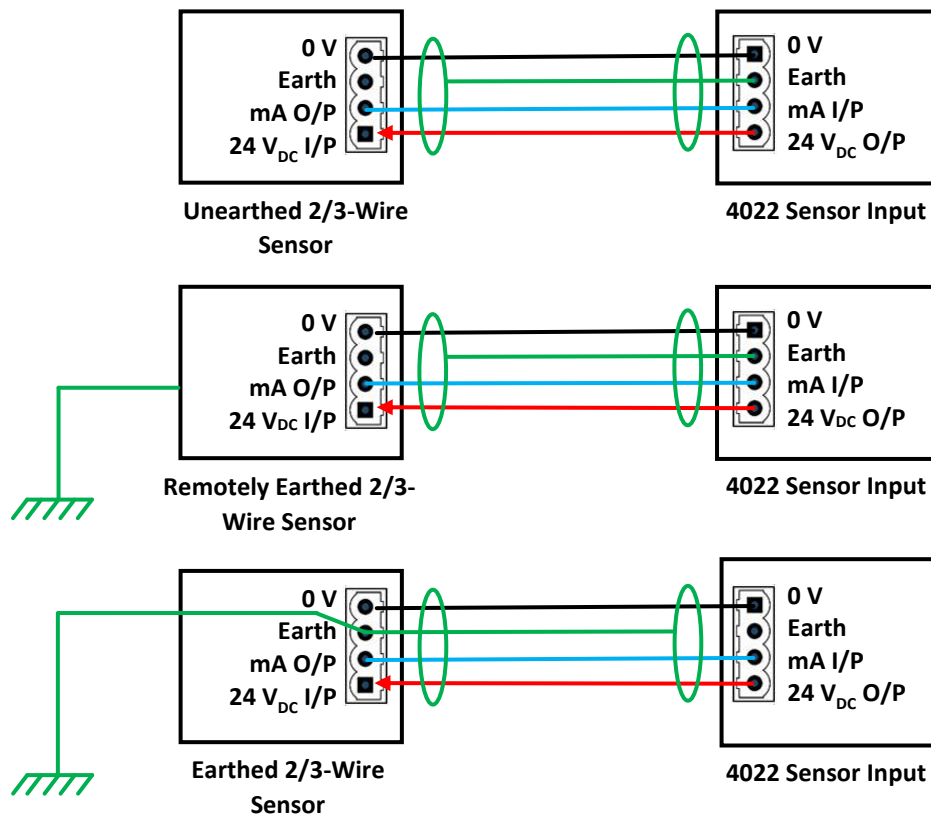 0 V
Earth
mA O/P
24 VDC I/P
0 V
Earth
mA I/P
24 VDC O/P
Unearthed 2/3-Wire
Sensor
4022 Sensor Input
0 V
Earth
mA O/P
24 VDC I/P
0 V
Earth
mA I/P
24 VDC O/P
Remotely Earthed 2/3-
Wire Sensor
4022 Sensor Input
0 V
Earth
mA O/P
24 VDC I/P
0 V
Earth
mA I/P
24 VDC O/P
Earthed 2/3-Wire
Sensor
4022 Sensor Input